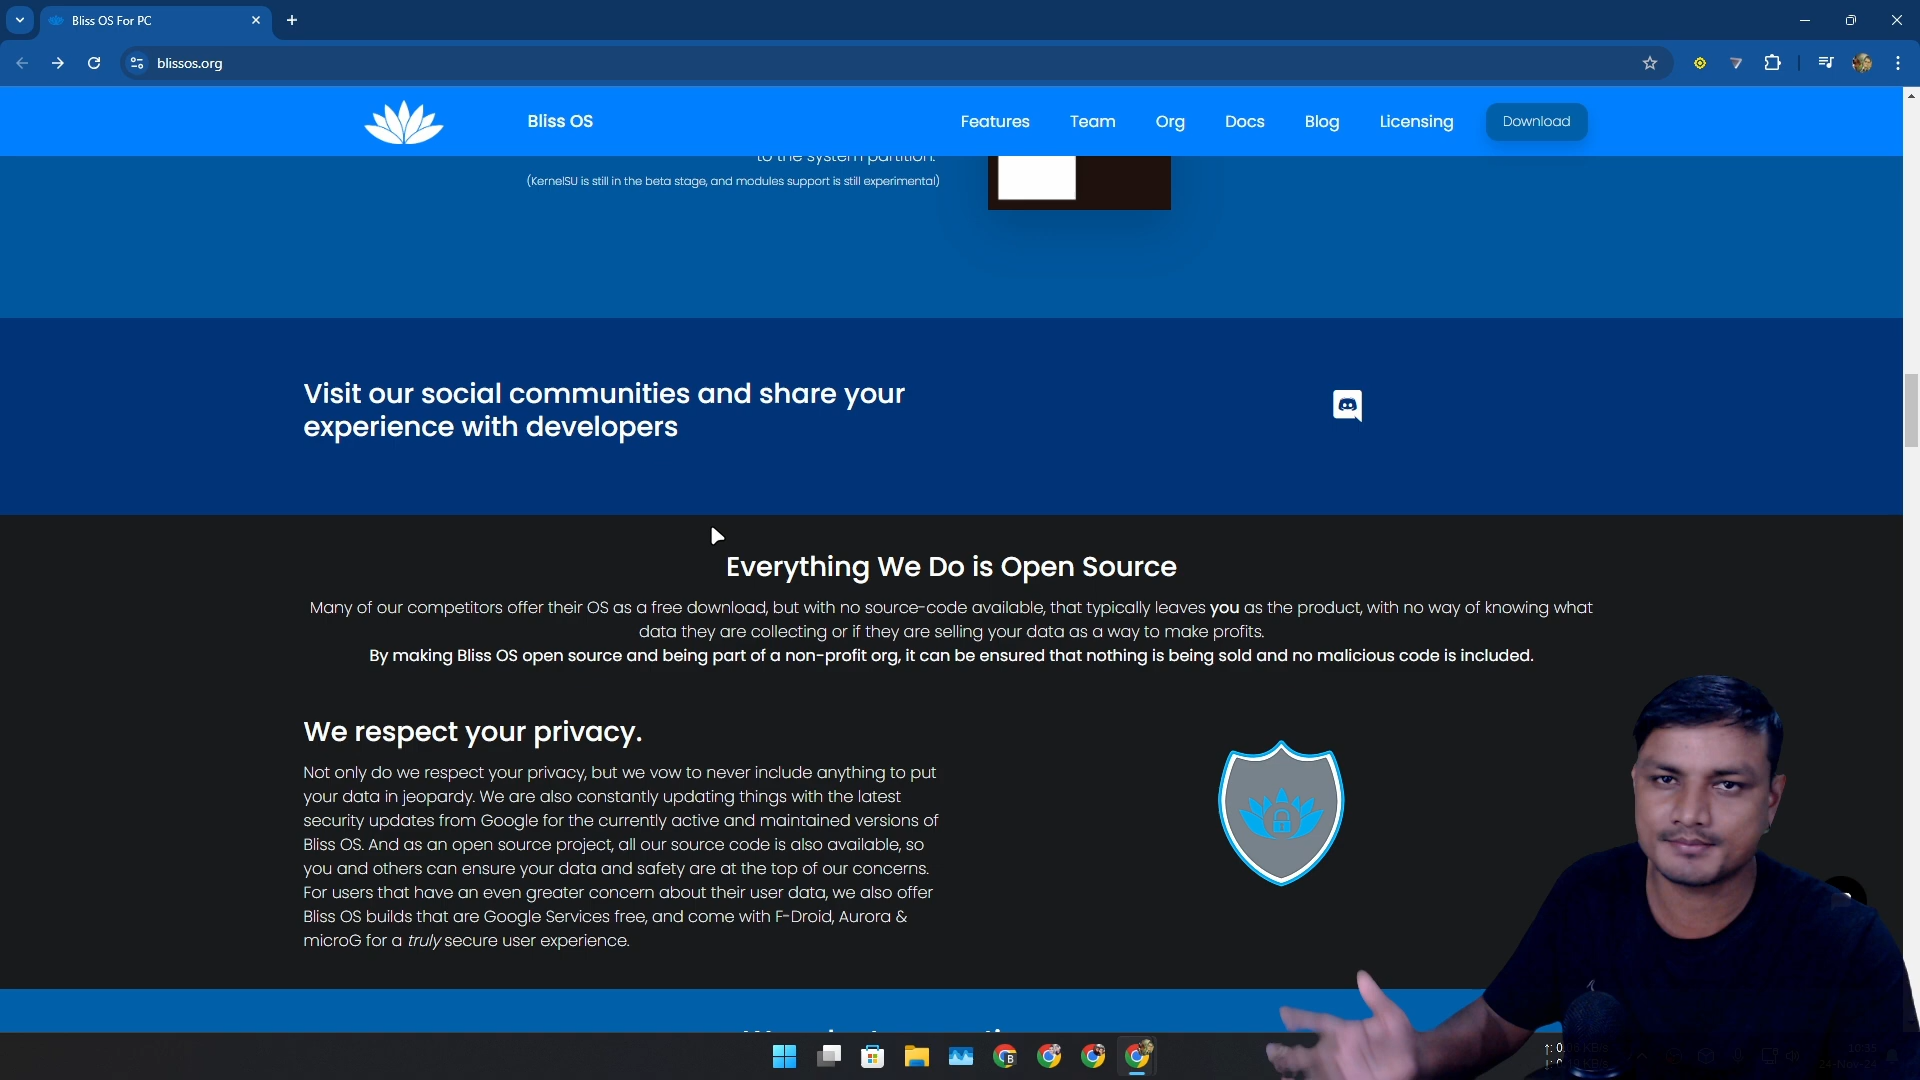 Bliss OS For PC
blissos.org
Bliss OS
Features
Team
Org
Docs
Blog
Licensing
Download
to the system partition.
(KernelSU is still in the beta stage, and modules support is still experimental)
Visit our social communities and share your
experience with developers
Everything We Do is Open Source
Many of our competitors offer their OS as a free download, but with no source-code available, that typically leaves you as the product, with no way of knowing what
data they are collecting or if they are selling your data as a way to make profits.
By making Bliss OS open source and being part of a non-profit org, it can be ensured that nothing is being sold and no malicious code is included.
We respect your privacy.
Not only do we respect your privacy, but we vow to never include anything to put
your data in jeopardy. We are also constantly updating things with the latest
security updates from Google for the currently active and maintained versions of
Bliss OS. And as an open source project, all our source code is also available, so
you and others can ensure your data and safety are at the top of our concerns.
For users that have an even greater concern about their user data, we also offer
Bliss OS builds that are Google Services free, and come with F-Droid, Aurora &
microG for a truly secure user experience.